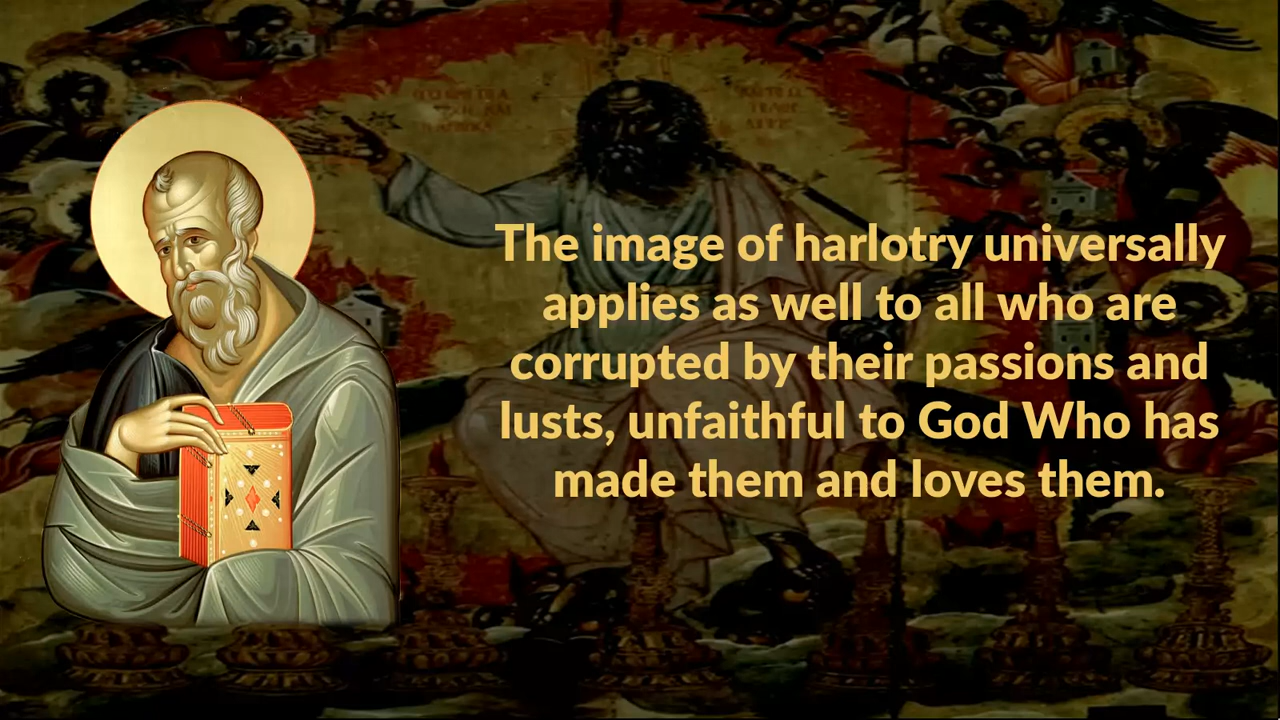 The image of harlotry universally
applies as well to all who are
corrupted by their passions and
lusts, unfaithful to God Who has
made them and loves them.